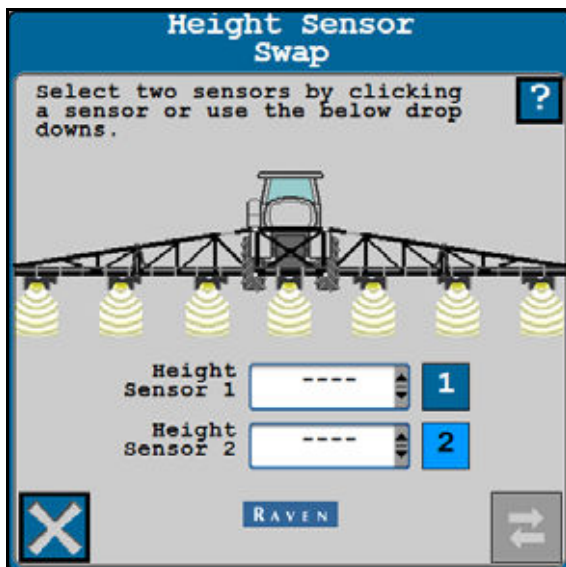 Height Sensor
Swap
Select two sensors by clicking
a sensor or use the below drop
downs.
?
Height
Sensor 1
----
1
Height
Sensor 2
----
2
RAVEN